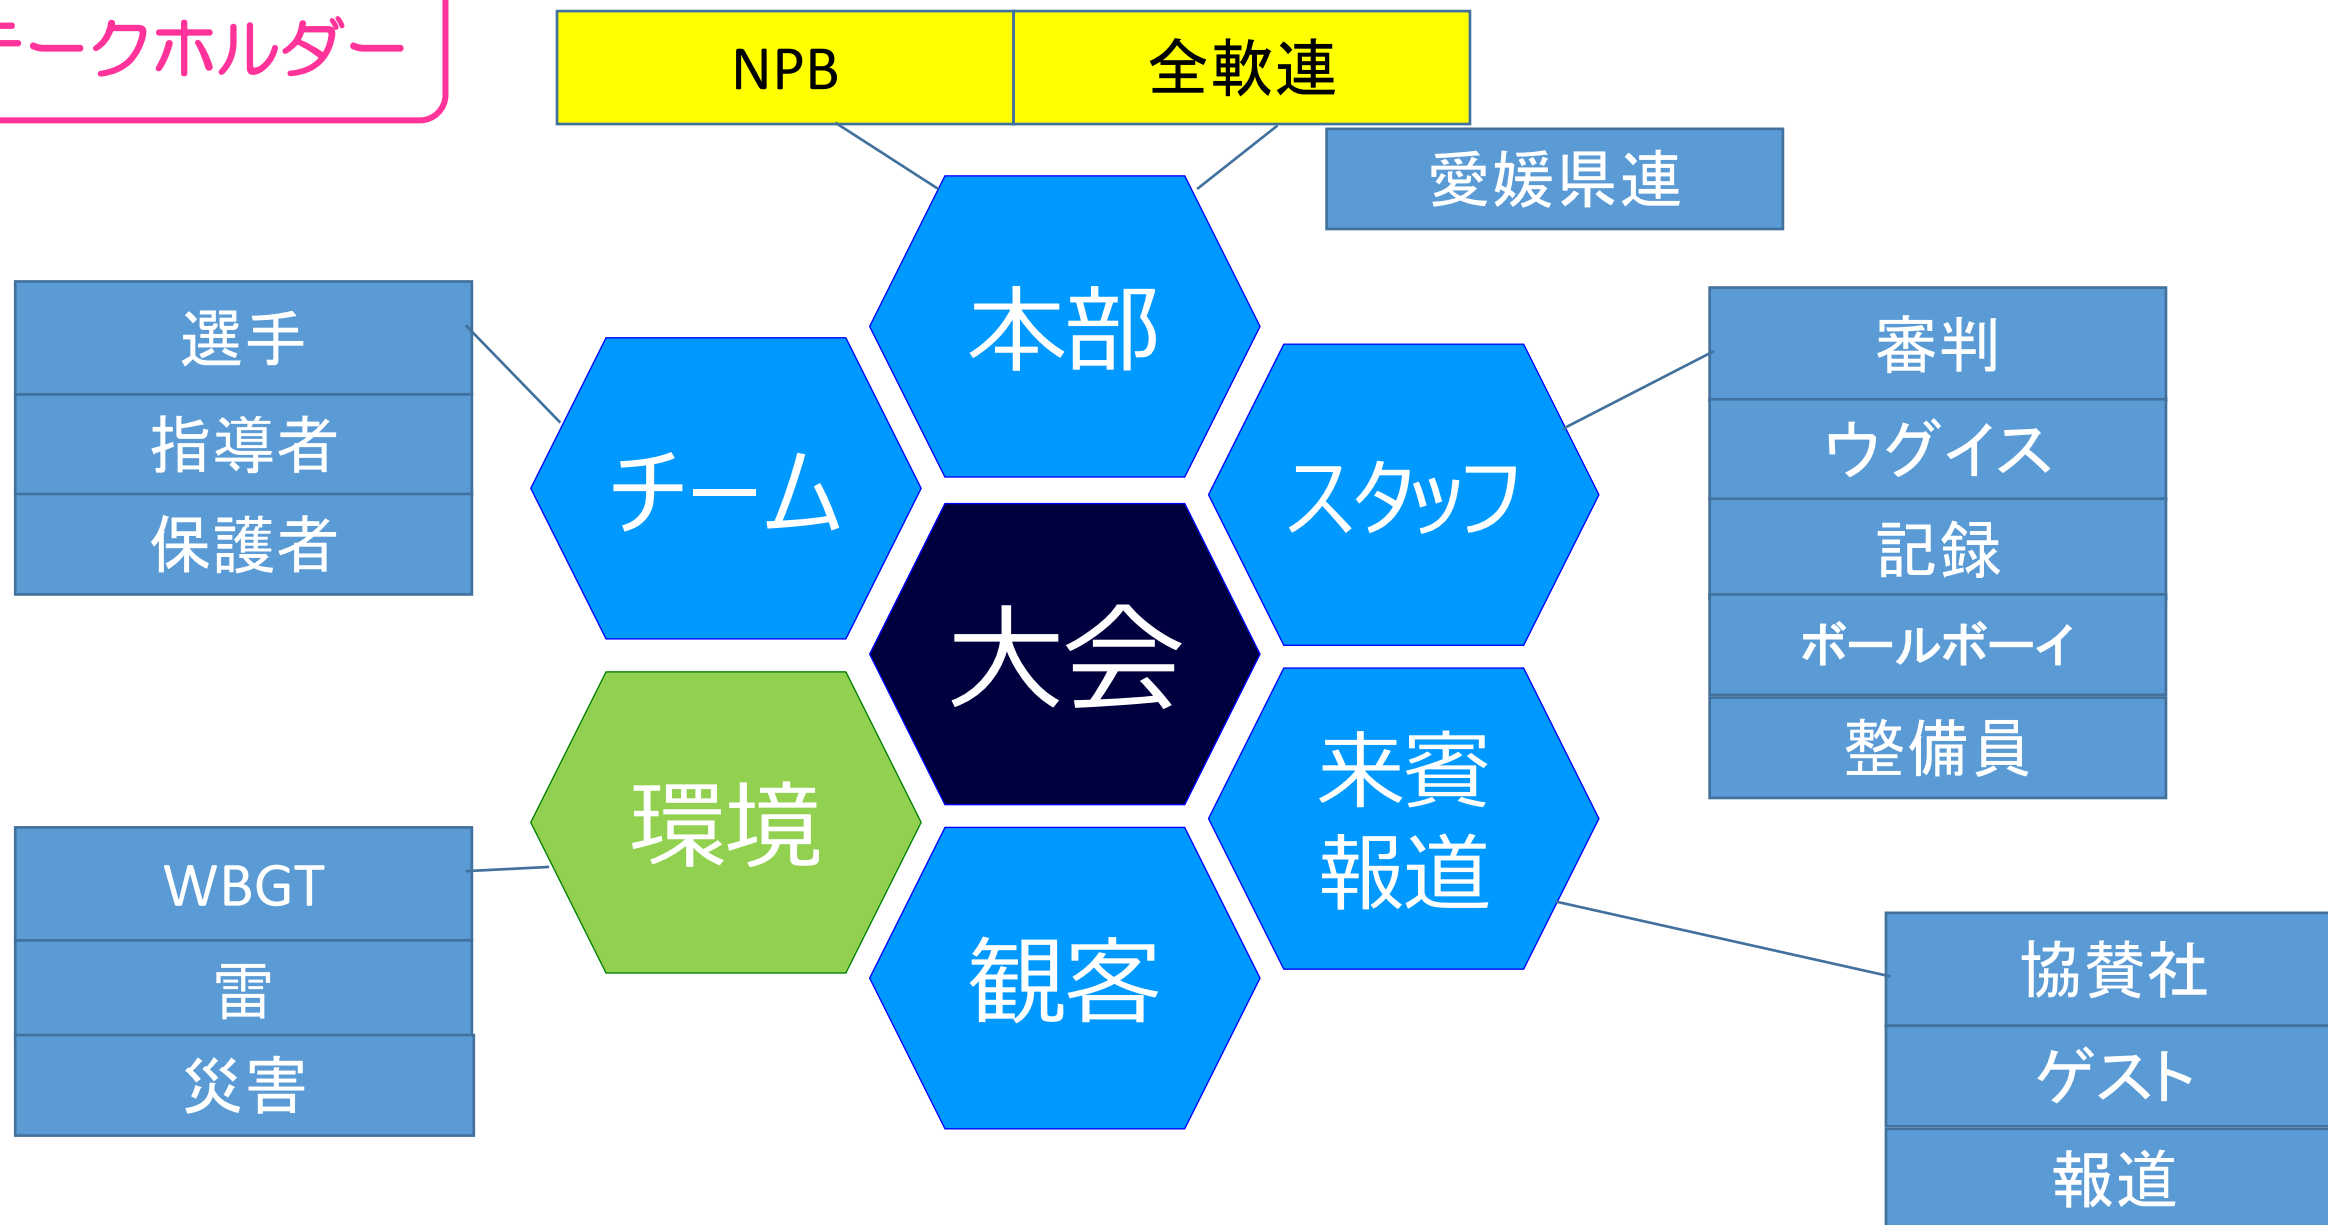 ークホルダー
NPB
全軟連
愛媛県連
本部
選手
指導者
保護者
チーム
スタッフ
審判
ウグイス
記録
ボールボーイ
整備員
大会
環境
来賓
報道
WBGT
雷
災害
観客
協賛社
ゲスト
報道